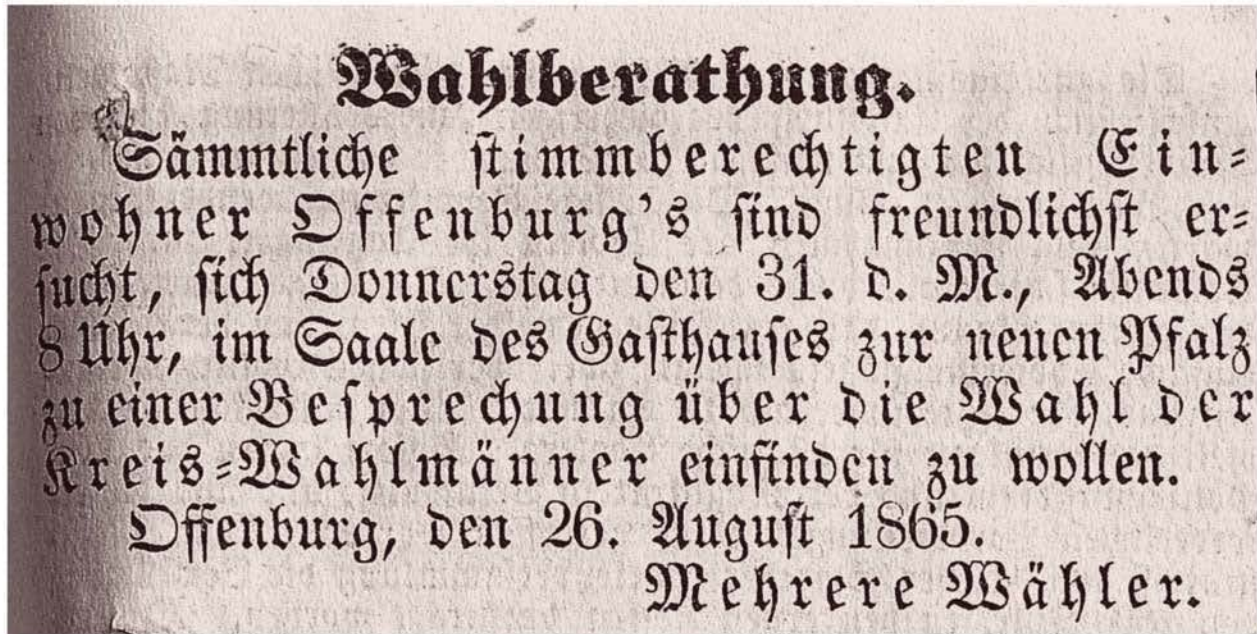 Wahlberathung.
Sämmtliche stimmberechtigten Ein-
wohner Offenburg's sind freundlichst er-
sucht, sich Donnerstag den 31. d. M., Abends
8 Uhr, im Saale des Gasthauses zur neuen Pfalz
zu einer Besprechung über die Wahl der
Kreis-Wahlmänner einfinden zu wollen.
Offenburg, den 26. August 1865.
Mehrere Wähler.